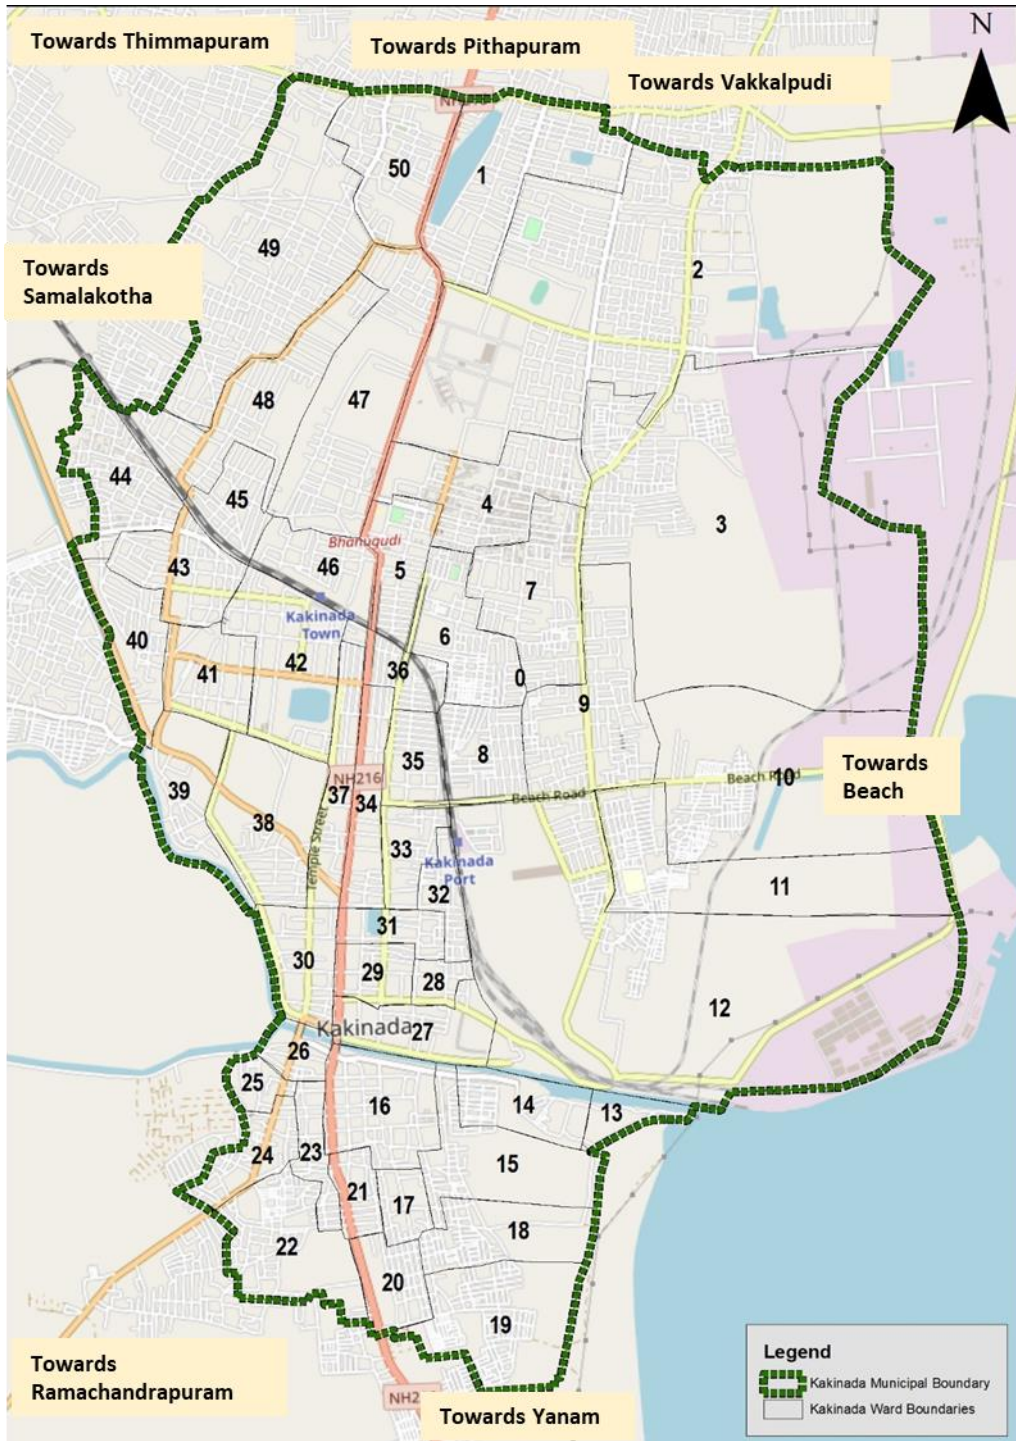 Towards Thimmapuram
Towards Pithapuram
N
Towards Vakkalpudi
50
1
49
2
Towards
Samalakotha
48
47
44
45
4
3
Bhanugudi
43
46
5
7
Kakinada
Town
40
6
41
42
36
0
9
35
8
NH216
Towards
Beach
10
Beach Road
Beach Road
39
37
34
38
Temple Street
33
Kakinada
Port
32
11
31
30
29
28
12
Kakinada
27
26
25
16
14
13
24
23
15
21
17
18
22
20
19
Towards
Ramachandrapuram
Towards Yanam
Legend
Kakinada Municipal Boundary
Kakinada Ward Boundaries